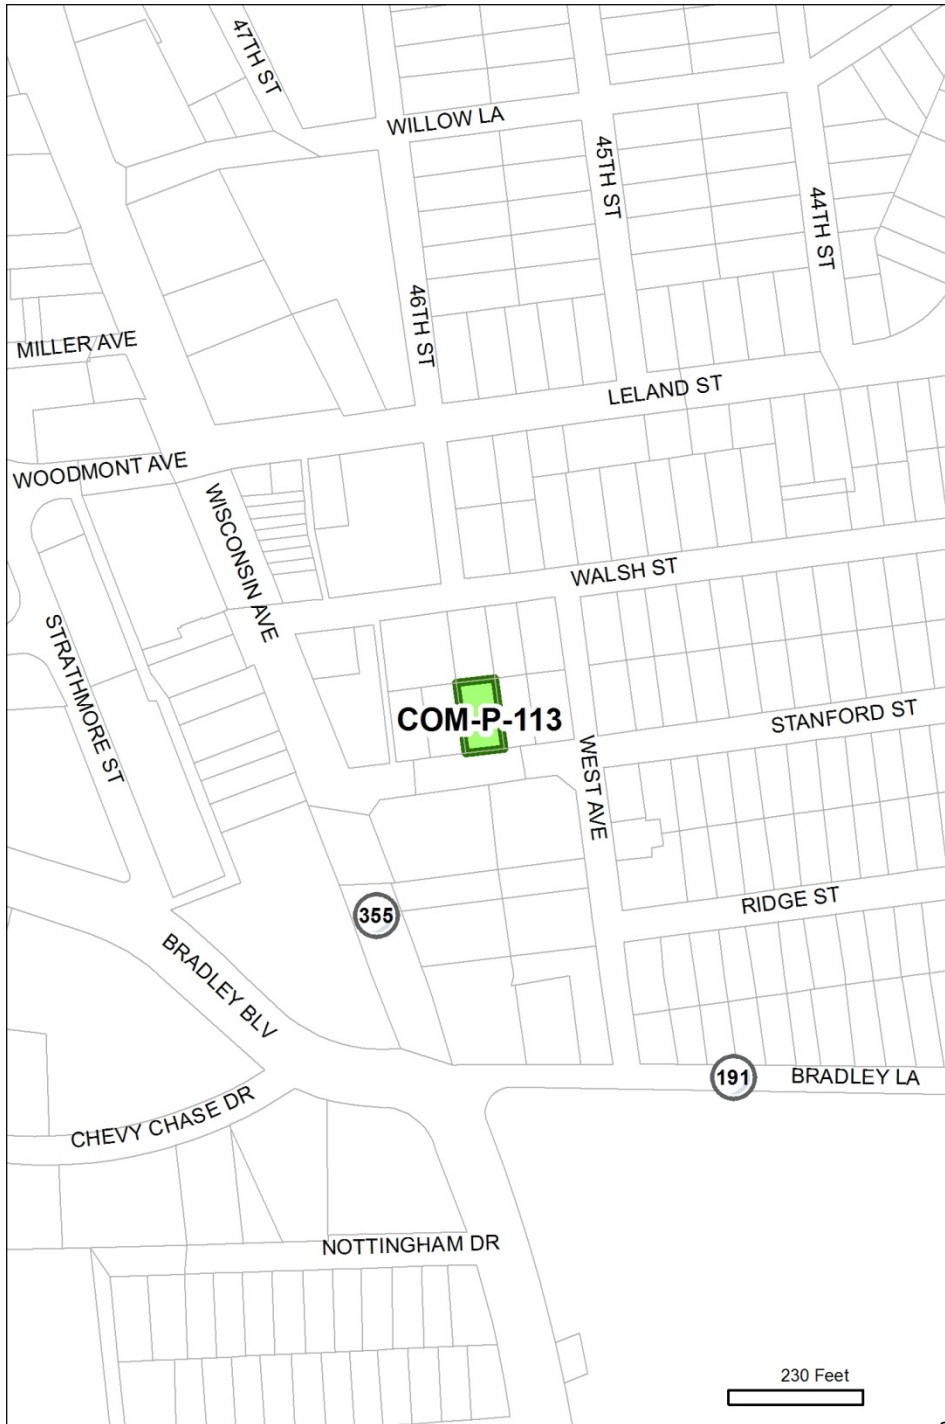 47TH ST
WILLOW LA
45TH ST
44TH ST
46TH ST
MILLER AVE
LELAND ST
WOODMONT AVE
WISCONSIN AVE
WALSH ST
STRATHMORE ST
COM-P-113
STANFORD ST
WEST AVE
355
RIDGE ST
BRADLEY BLV
191
BRADLEY LA
CHEVY CHASE DR
NOTTINGHAM DR
230 Feet